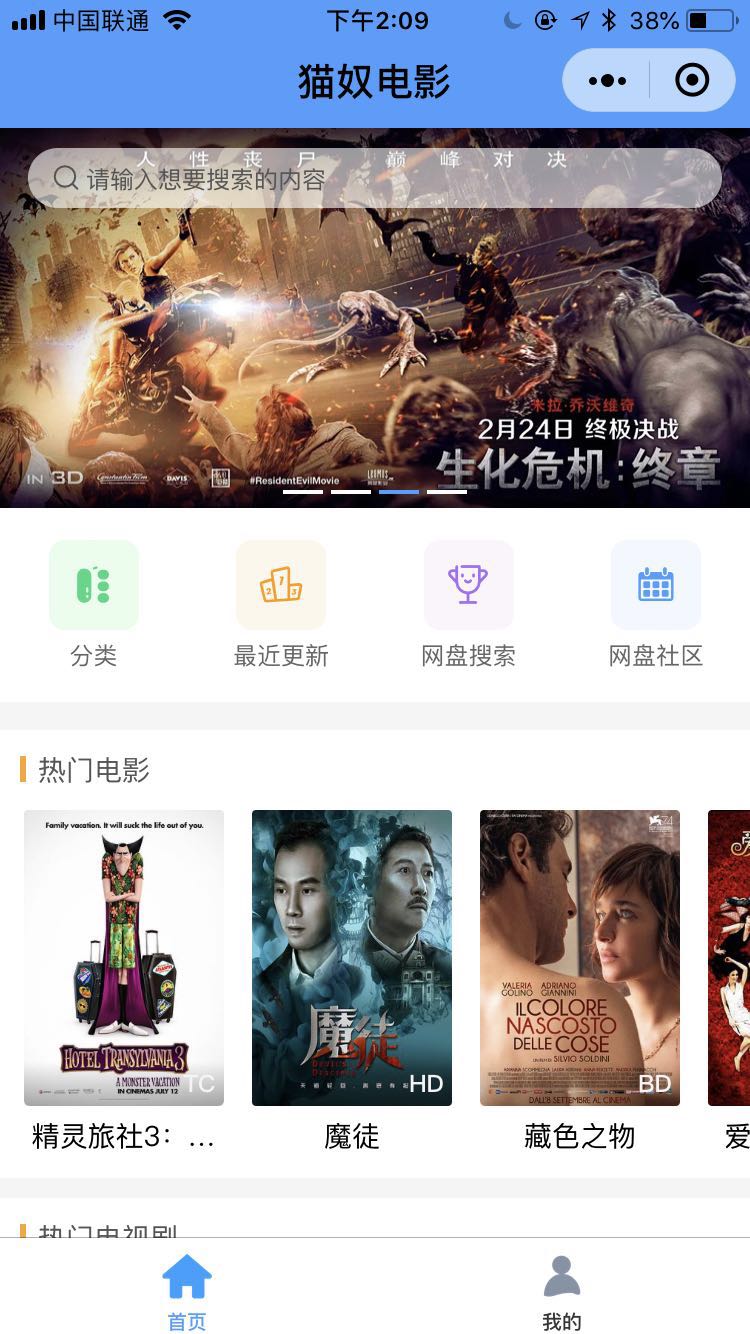 中国联通
下午2:09
38%
猫奴电影
人性丧尸 巅峰对决
请输入想要搜索的内容
米拉·乔沃维奇
2月24日 终极决战
生化危机:终章
IN 3D
Constantin Film
DAVIS
#ResidentEvilMovie
分类
最近更新
网盘搜索
网盘社区
热门电影
Family vacation. It will suck the life out of you.
HOTEL TRANSYLVANIA 3
A MONSTER VACATION
IN CINEMAS JULY 12
TC
魔徒
DEVIL'S DISCIPLE
HD
74
VALERIA GOLINO
ADRIANO GIANNINI
IL COLORE
NASCOSTO
DELLE COSE
UN FILM DI SILVIO SOLDINI
DALL'8 SETTEMBRE AL CINEMA
BD
精灵旅社3：...
魔徒
藏色之物
爱
热门电视剧
首页
我的